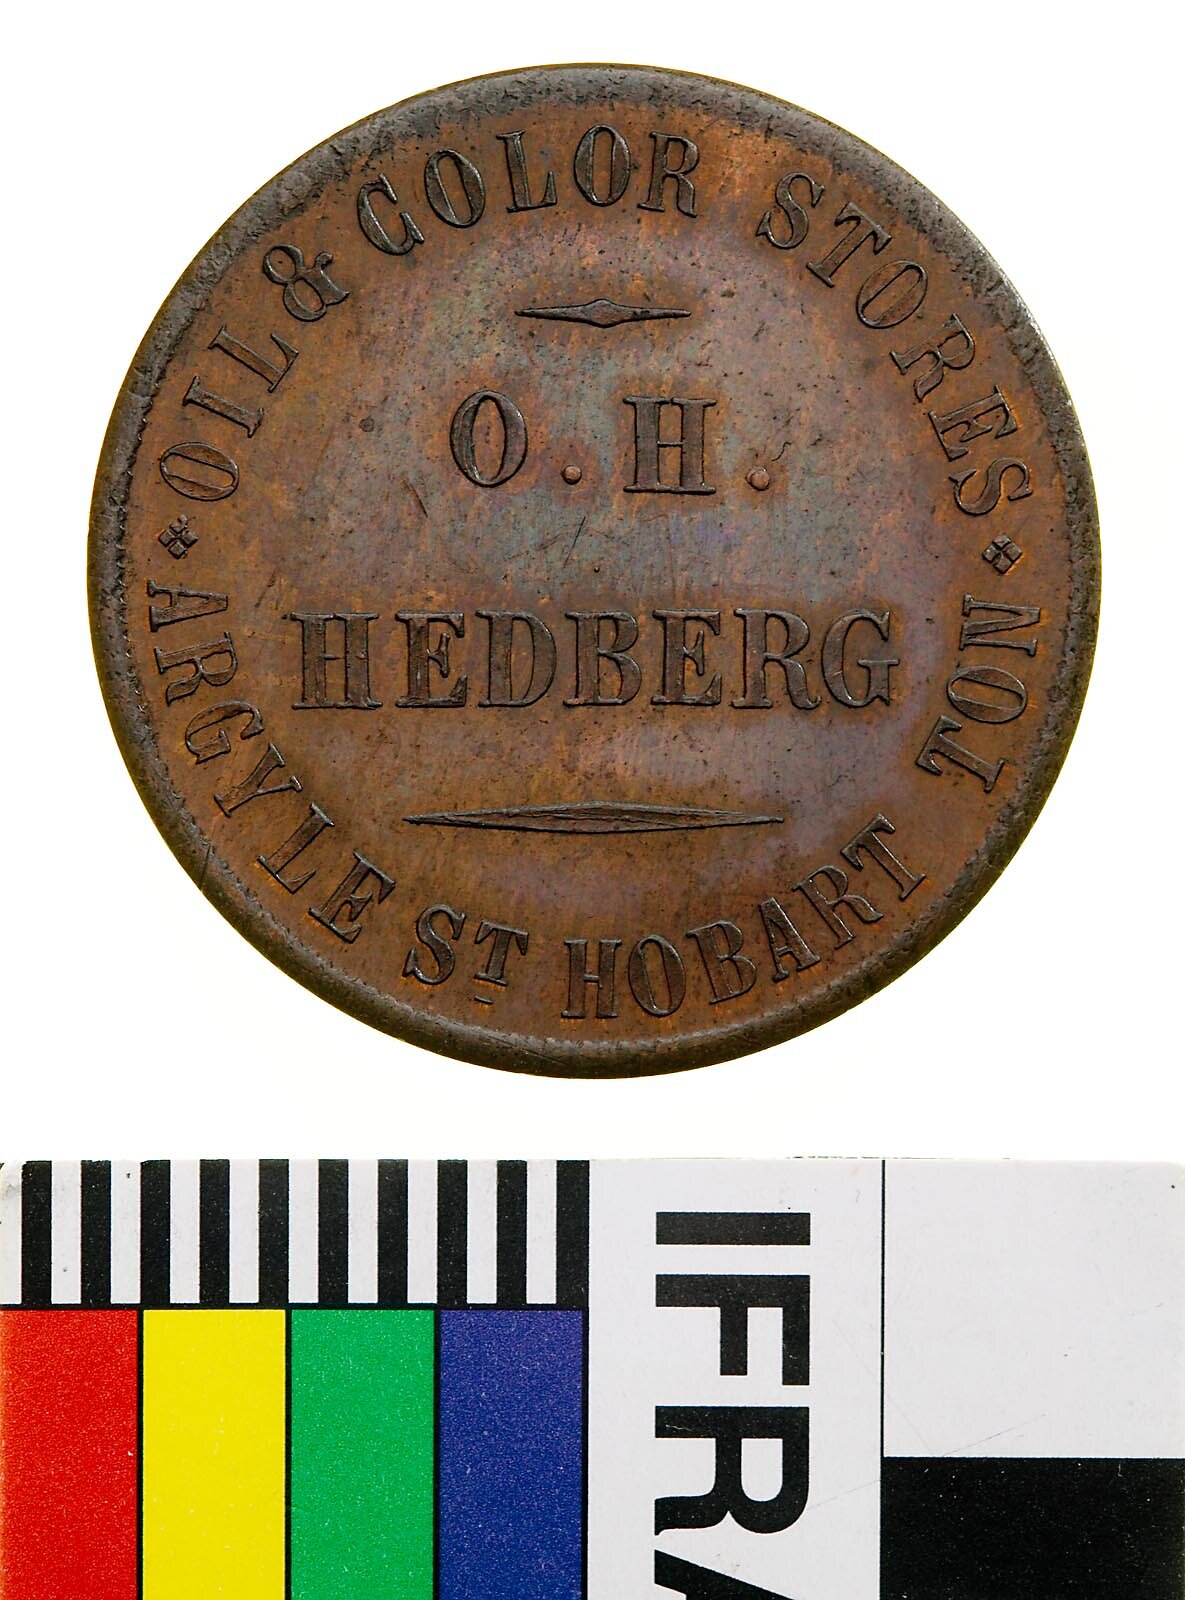 OIL & COLOR STORES
O. H.
HEDBERG
ARGYLE ST HOBART TON
IFRA